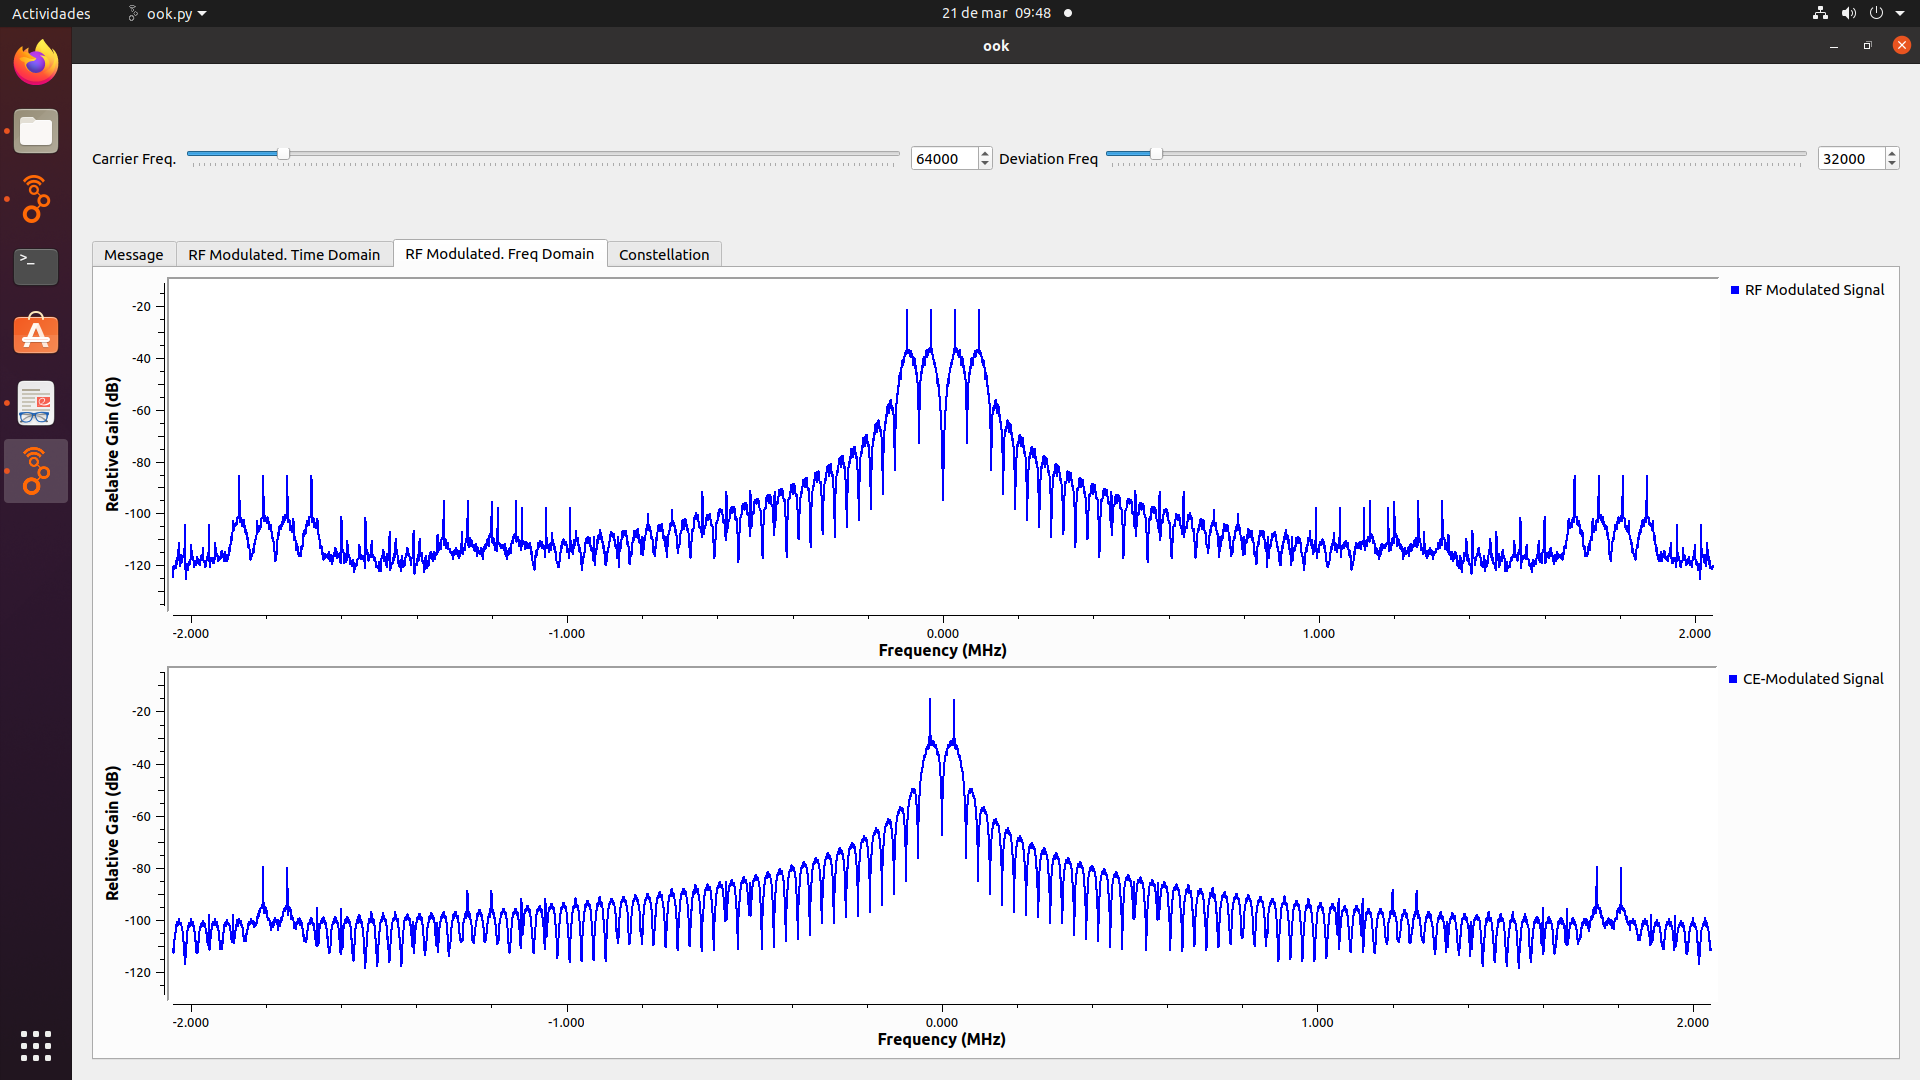 Actividades ook.py 21 de mar 09:48
ook
Carrier Freq. 64000 Deviation Freq 32000
Message RF Modulated. Time Domain RF Modulated. Freq Domain Constellation
RF Modulated Signal
Relative Gain (dB)
-20
-40
-60
-80
-100
-120
-2.000 -1.000 0.000 1.000 2.000
Frequency (MHz)
CE-Modulated Signal
Relative Gain (dB)
-20
-40
-60
-80
-100
-120
-2.000 -1.000 0.000 1.000 2.000
Frequency (MHz)